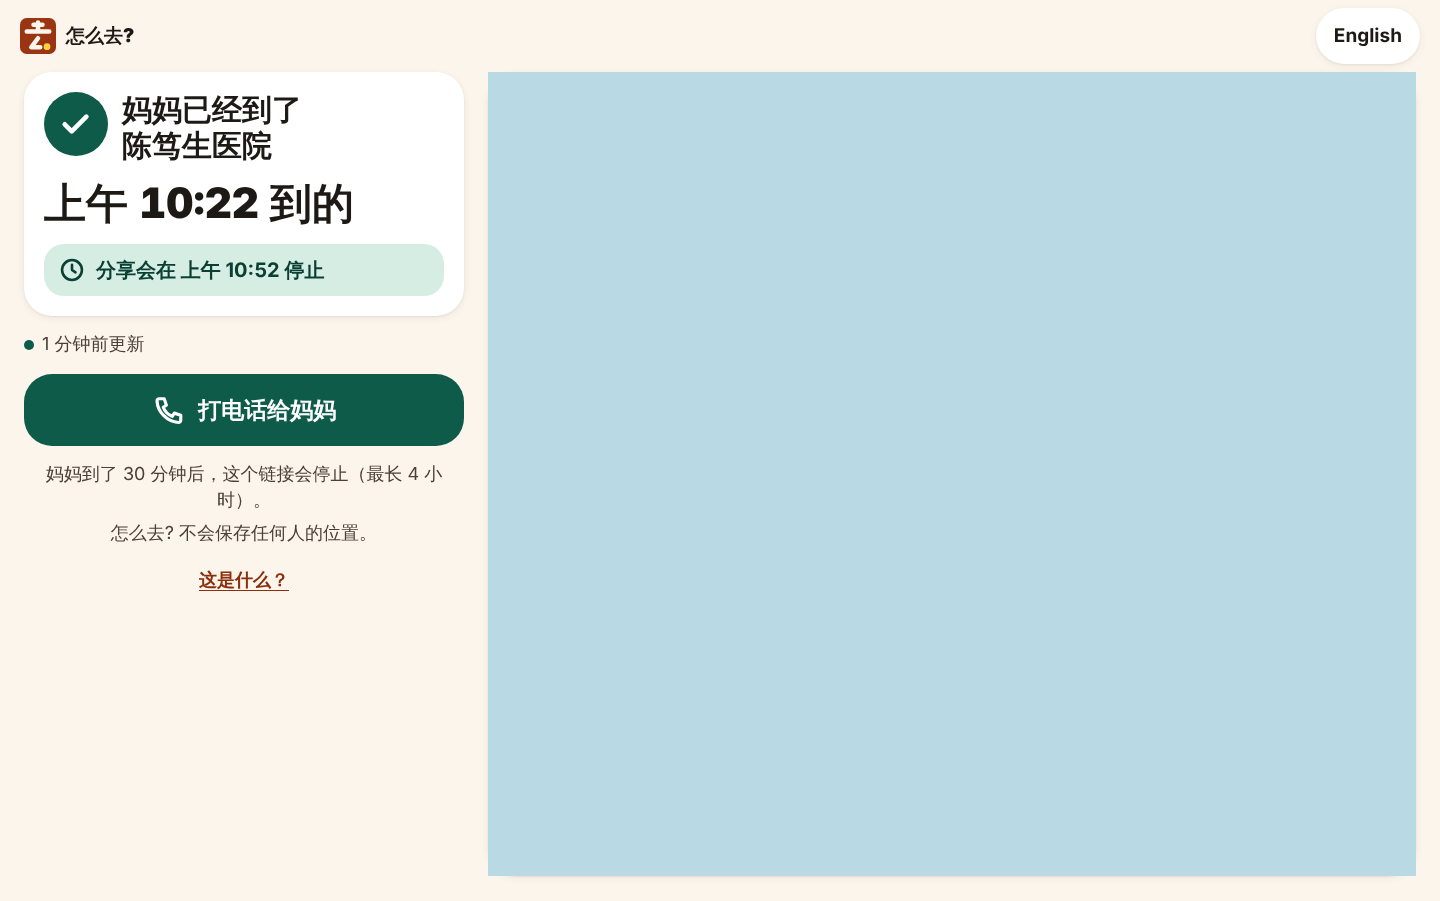 怎么去?
English
妈妈已经到了
陈笃生医院
上午 10:22 到的
分享会在 上午 10:52 停止
1 分钟前更新
打电话给妈妈
妈妈到了 30 分钟后，这个链接会停止（最长 4 小
时）。
怎么去? 不会保存任何人的位置。
这是什么？